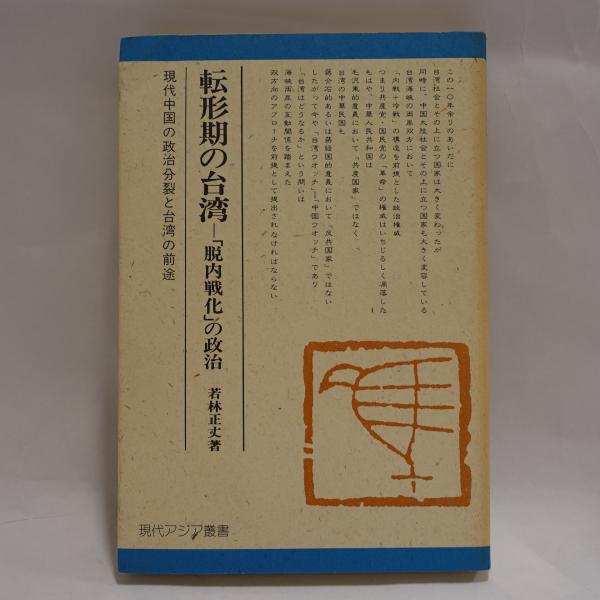 この一〇年余りのあいだに
台湾社会とその上に立つ国家は大きく変わったが
同時に、中国大陸社会とその上に立つ国家も大きく変容している
台湾海峡の両岸双方において
「内戦＋冷戦」の構造を前提とした政治権威
つまり共産党・国民党の「革命」の権威はいちじるしく凋落した
もはや、中華人民共和国は
毛沢東的意義において「共産国家」ではなく
台湾の中華民国も
蔣介石的あるいは蔣経国的意義において「反共国家」ではない
したがって今や「台湾ウオッチ」＝「中国ウオッチ」であり
「台湾はどうなるか」という問いは
海峡両岸の互動関係を踏まえた
双方向のアプローチを前提として提出されなければならない
転形期の台湾―「脱内戦化」の政治
若林正丈著
現代中国の政治分裂と台湾の前途
現代アジア叢書